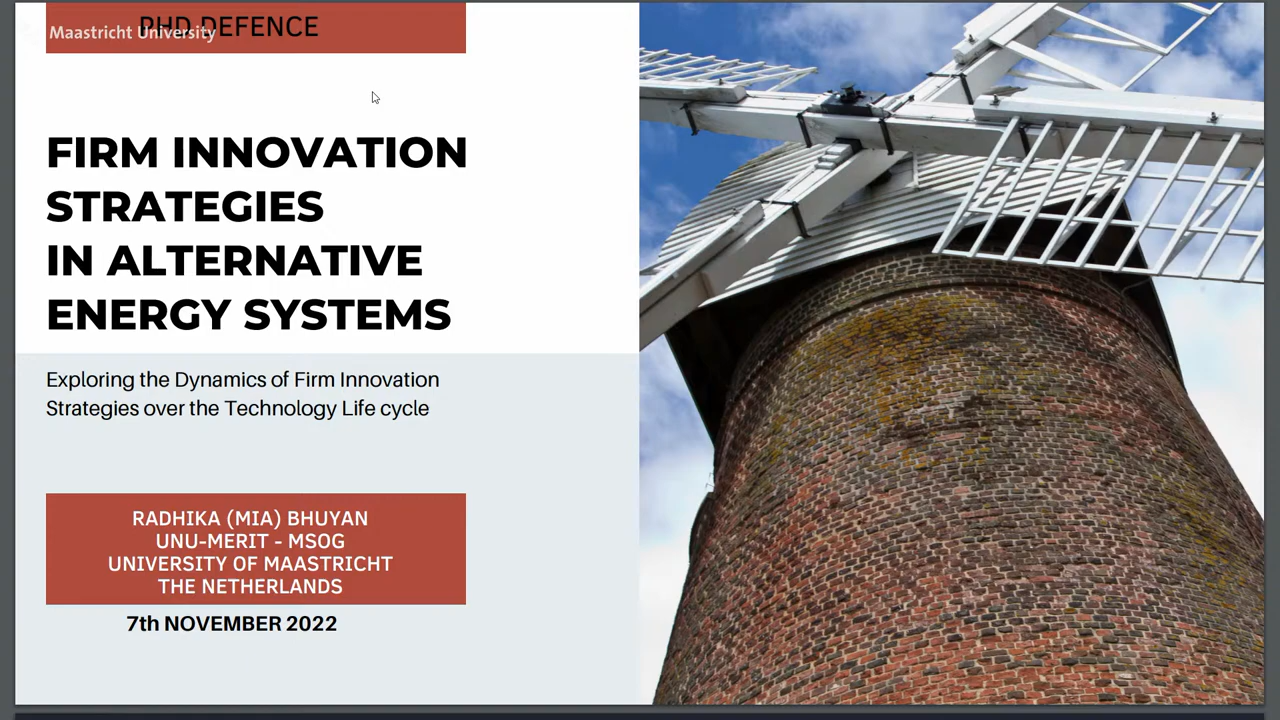 PHD DEFENCE
Maastricht University
FIRM INNOVATION
STRATEGIES
IN ALTERNATIVE
ENERGY SYSTEMS
Exploring the Dynamics of Firm Innovation
Strategies over the Technology Life cycle
RADHIKA (MIA) BHUYAN
UNU-MERIT - MSOG
UNIVERSITY OF MAASTRICHT
THE NETHERLANDS
7th NOVEMBER 2022